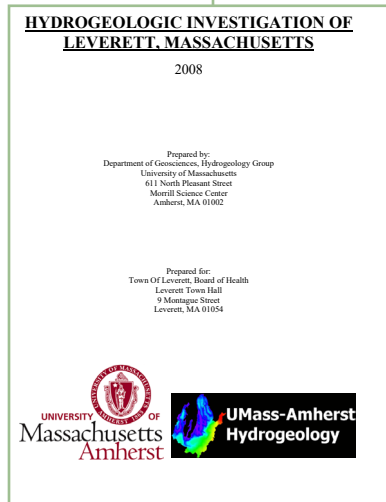 HYDROGEOLOGIC INVESTIGATION OF
LEVERETT, MASSACHUSETTS
2008
Prepared by:
Department of Geosciences, Hydrogeology Group
University of Massachusetts
611 North Pleasant Street
Morrill Science Center
Amherst, MA 01002
Prepared for:
Town Of Leverett, Board of Health
Leverett Town Hall
9 Montague Street
Leverett, MA 01054
UNIVERSITY OF
Massachusetts
Amherst
UMass-Amherst
Hydrogeology